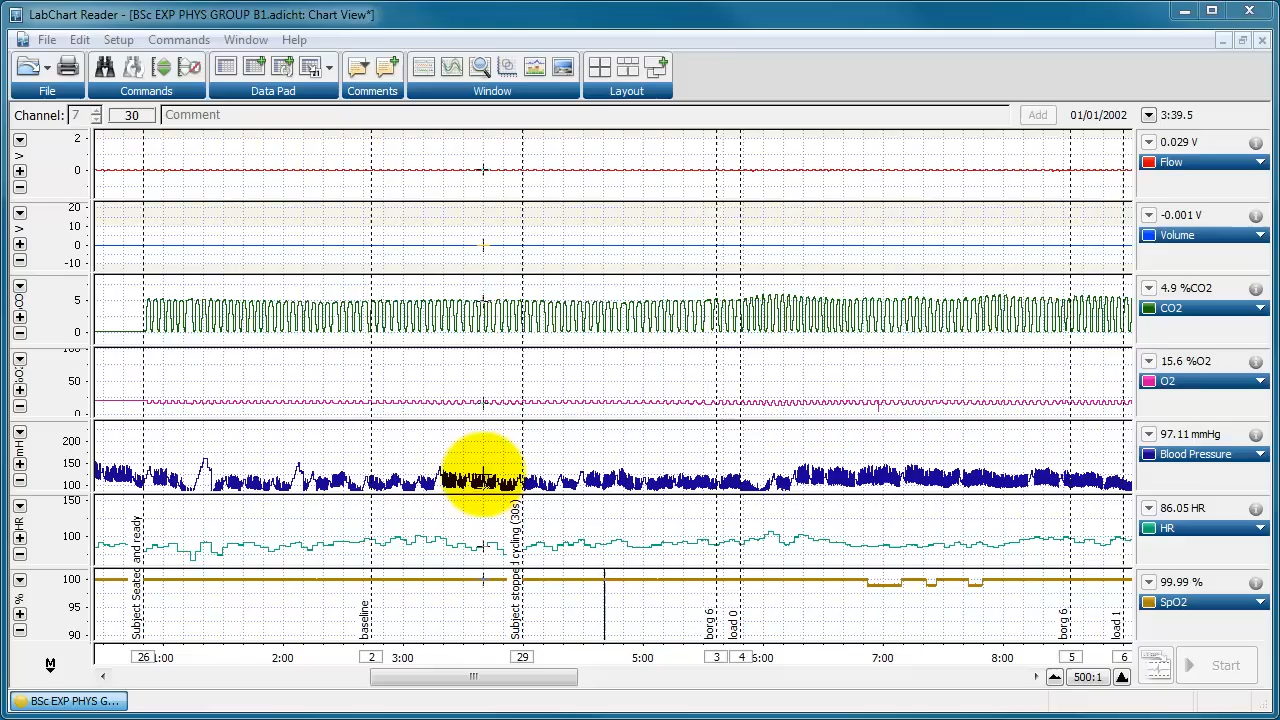 LabChart Reader - [BSc EXP PHYS GROUP B1.adicht: Chart View*]
File Edit Setup Commands Window Help
File Commands Data Pad Comments Window Layout
Channel: 7 30 Comment Add 01/01/2002 3:39.5
2
0
V
0.029 V
Flow
20
10
0
-10
V
-0.001 V
Volume
5
0
4.9 %CO2
CO2
50
0
15.6 %O2
O2
200
150
100
97.11 mmHg
Blood Pressure
150
100
HR
86.05 HR
HR
100
95
90
%
99.99 %
SpO2
Subject Seated and ready
baseline
Subject stopped cycling (30s)
borg 6
load 0
borg 6
load 1
26 1:00 2:00 2 3:00 29 5:00 3 4 6:00 7:00 8:00 5 6
M
500:1
Start
BSc EXP PHYS G...